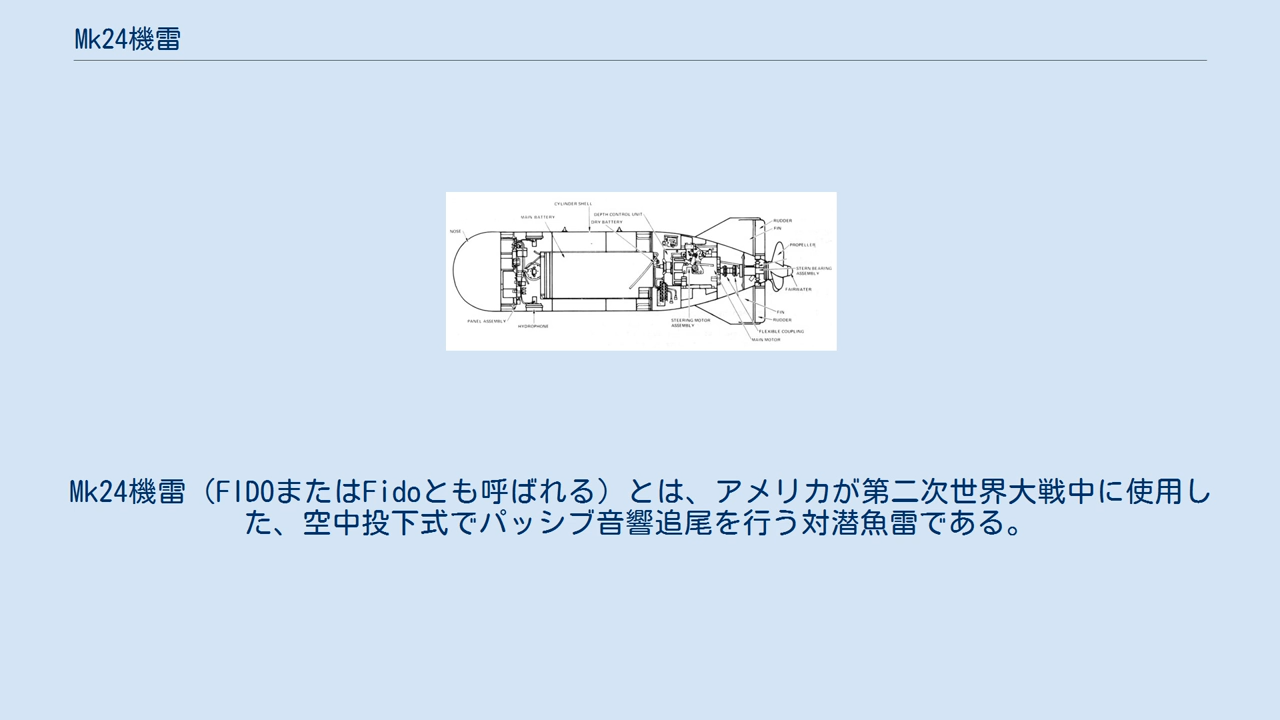 Mk24機雷
CYLINDER SHELL
MAIN BATTERY
DEPTH CONTROL UNIT
DRY BATTERY
NOSE
RUDDER
FIN
PROPELLER
STERN BEARING
ASSEMBLY
FAIRWATER
PANEL ASSEMBLY
HYDROPHONE
STEERING MOTOR
ASSEMBLY
FIN
RUDDER
FLEXIBLE COUPLING
MAIN MOTOR
Mk24機雷（FIDOまたはFidoとも呼ばれる）とは、アメリカが第二次世界大戦中に使用し
た、空中投下式でパッシブ音響追尾を行う対潜魚雷である。